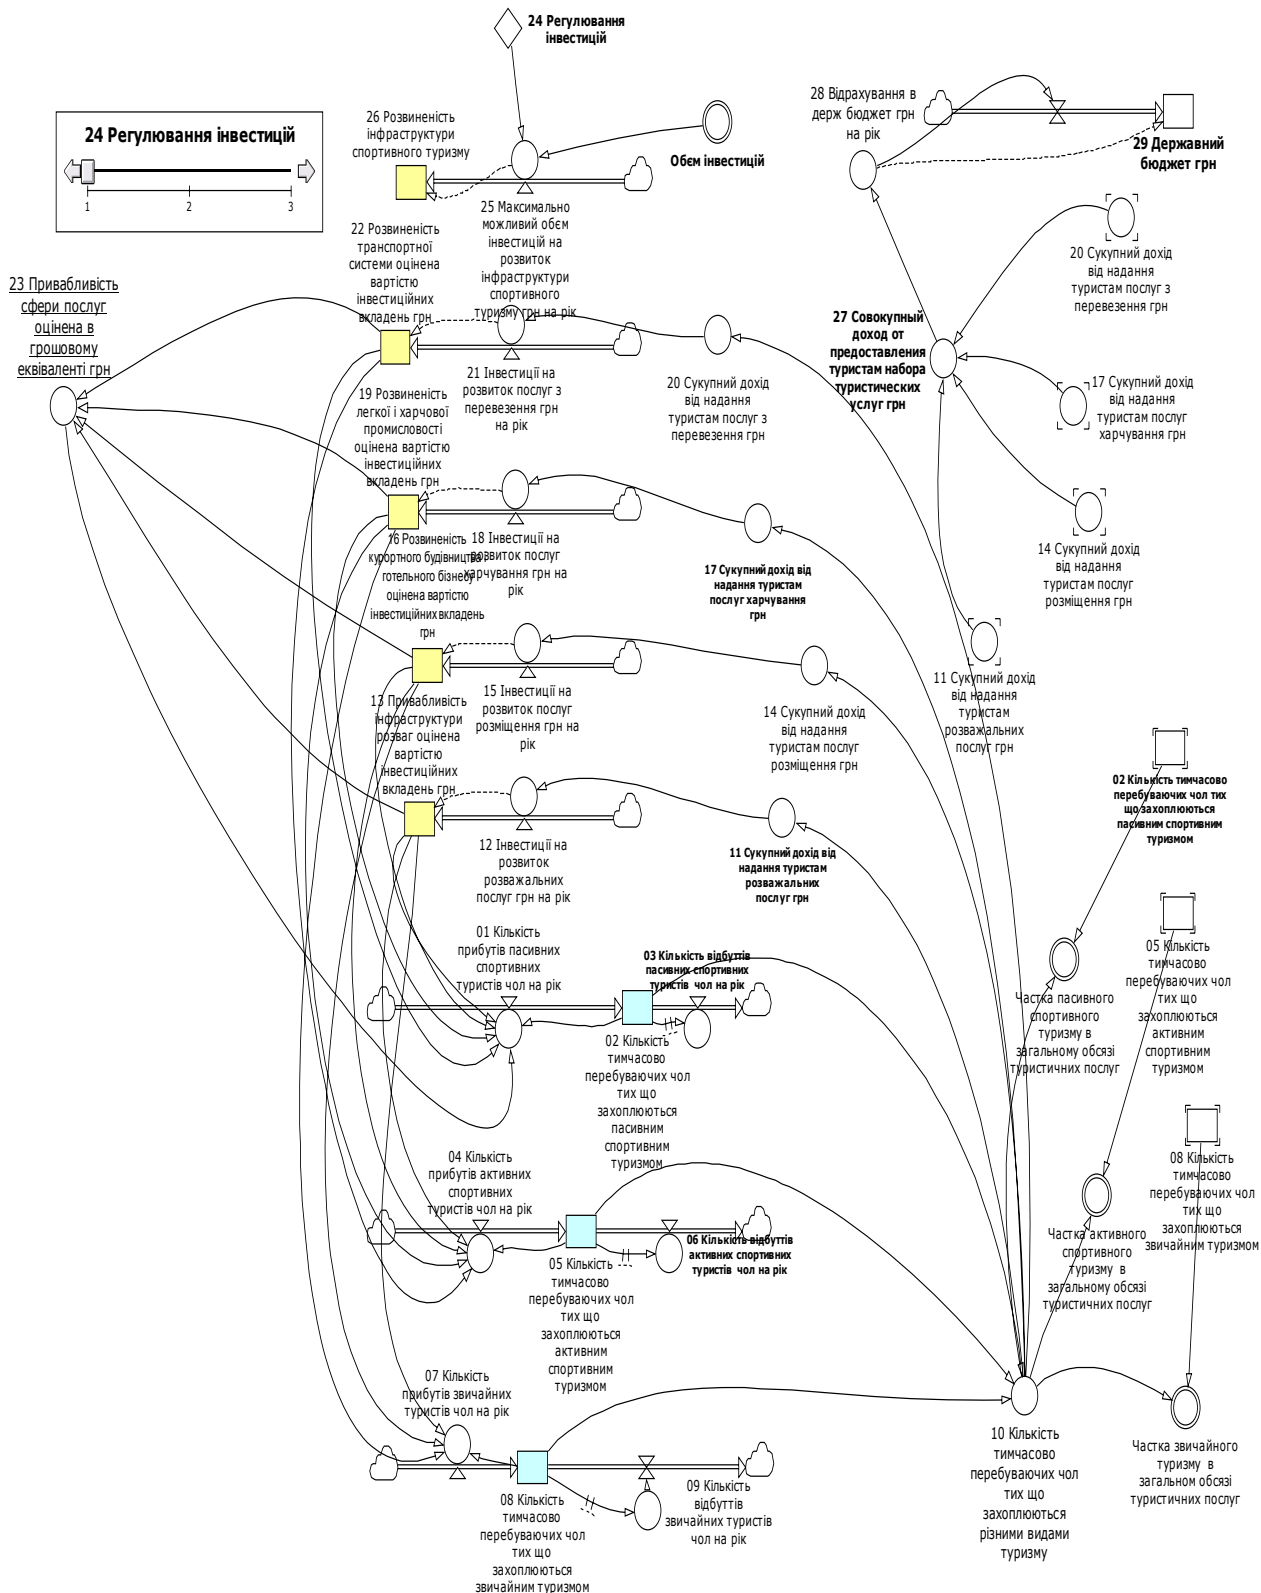 24 Регулювання
інвестицій
24 Регулювання інвестицій
1
2
3
26 Розвиненість
інфраструктури
спортивного туризму
Обєм інвестицій
28 Відрахування в
держ бюджет грн
на рік
29 Державний
бюджет грн
25 Максимально
можливий обєм
інвестицій на
розвиток
інфраструктури
спортивного
туризму грн на рік
22 Розвиненість
транспортної
системи оцінена
вартістю
інвестиційних
вкладень грн
23 Привабливість
сфери послуг
оцінена в
грошовому
еквіваленті грн
20 Сукупний дохід
від надання
туристам послуг з
перевезення грн
27 Совокупный
доход от
предоставления
туристам набора
туристических
услуг грн
21 Інвестиції на
розвиток послуг з
перевезення грн
на рік
20 Сукупний дохід
від надання
туристам послуг з
перевезення грн
17 Сукупний дохід
від надання
туристам послуг
харчування грн
19 Розвиненість
легкої і харчової
промисловості
оцінена вартістю
інвестиційних
вкладень грн
18 Інвестиції на
розвиток послуг
харчування грн на
рік
17 Сукупний дохід від
надання туристам
послуг харчування
грн
14 Сукупний дохід
від надання
туристам послуг
розміщення грн
16 Розвиненість
курортного будівництва
готельного бізнесу
оцінена вартістю
інвестиційних вкладень
грн
15 Інвестиції на
розвиток послуг
розміщення грн на
рік
14 Сукупний дохід
від надання
туристам послуг
розміщення грн
11 Сукупний дохід
від надання
туристам
розважальних
послуг грн
13 Привабливість
інфраструктури
розваг оцінена
вартістю
інвестиційних
вкладень грн
12 Інвестиції на
розвиток
розважальних
послуг грн на рік
11 Сукупний дохід від
надання туристам
розважальних
послуг грн
02 Кількість тимчасово
перебуваючих чол тих
що захоплюються
пасивним спортивним
туризмом
01 Кількість
прибутів пасивних
спортивних
туристів чол на рік
03 Кількість відбуттів
пасивних спортивних
туристів чол на рік
02 Кількість
тимчасово
перебуваючих чол
тих що
захоплюються
пасивним
спортивним
туризмом
Частка пасивного
спортивного
туризму в
загальному обсязі
туристичних послуг
05 Кількість
тимчасово
перебуваючих чол
тих що
захоплюються
активним
спортивним
туризмом
04 Кількість
прибутів активних
спортивних
туристів чол на рік
06 Кількість відбуттів
активних спортивних
туристів чол на рік
05 Кількість
тимчасово
перебуваючих чол
тих що
захоплюються
активним
спортивним
туризмом
Частка активного
спортивного
туризму в
загальному обсязі
туристичних послуг
08 Кількість
тимчасово
перебуваючих чол
тих що
захоплюються
звичайним туризмом
07 Кількість
прибутів звичайних
туристів чол на рік
08 Кількість
тимчасово
перебуваючих чол
тих що
захоплюються
звичайним туризмом
09 Кількість
відбуттів
звичайних туристів
чол на рік
10 Кількість
тимчасово
перебуваючих чол
тих що
захоплюються
різними видами
туризму
Частка звичайного
туризму в
загальном обсязі
туристичних послуг